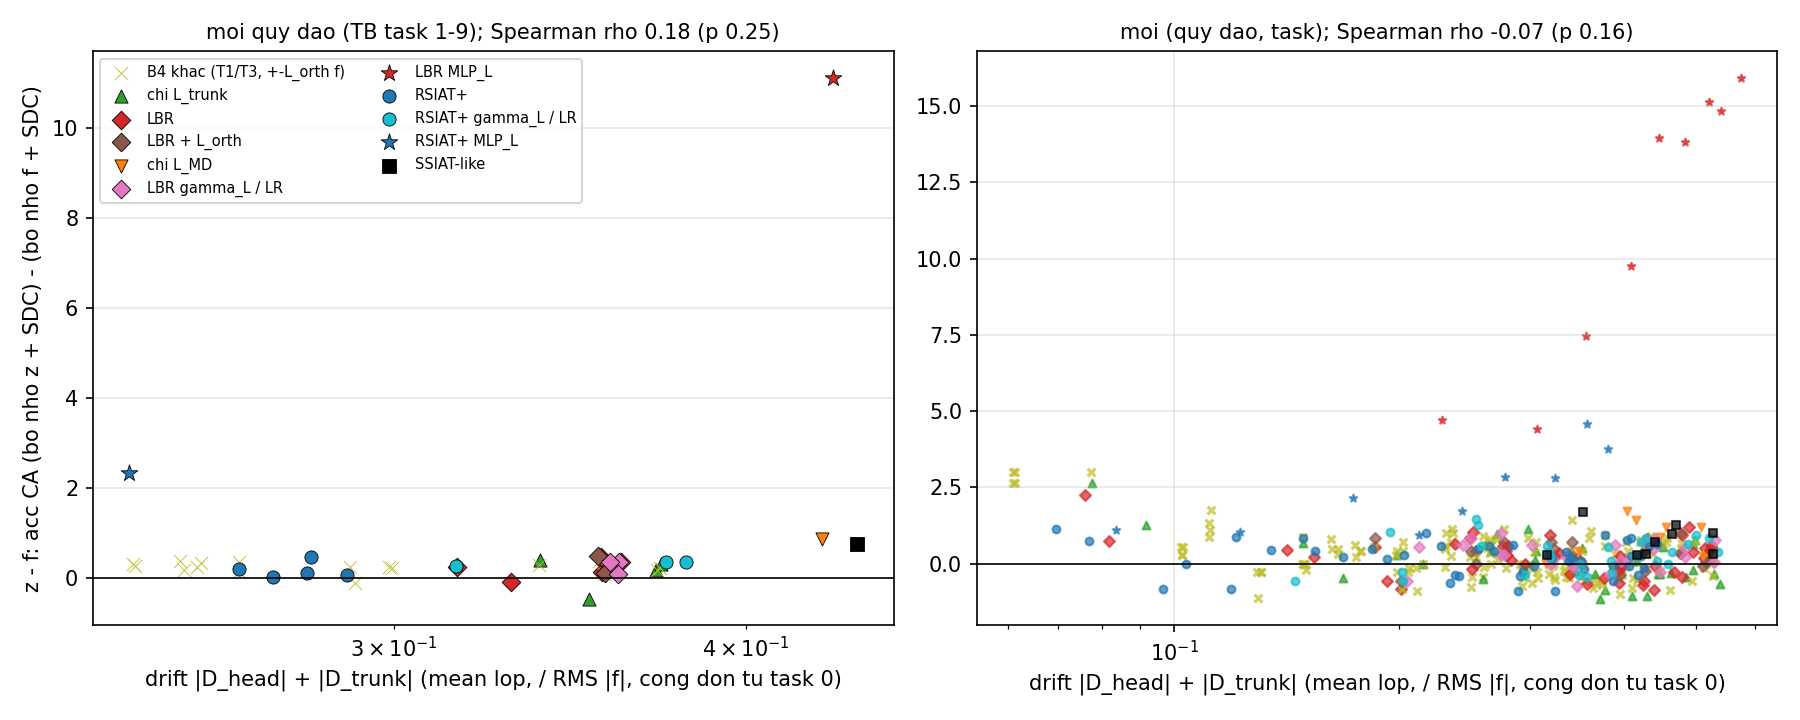 moi quy dao (TB task 1-9); Spearman rho 0.18 (p 0.25)
B4 khac (T1/T3, +-L_orth f)
chi L_trunk
LBR
LBR + L_orth
chi L_MD
LBR gamma_L / LR
LBR MLP_L
RSIAT+
RSIAT+ gamma_L / LR
RSIAT+ MLP_L
SSIAT-like
z - f: acc CA (bo nho z + SDC) - (bo nho f + SDC)
10
8
6
4
2
0
3 × 10⁻¹
4 × 10⁻¹
drift |D_head| + |D_trunk| (mean lop, / RMS |f|, cong don tu task 0)
moi (quy dao, task); Spearman rho -0.07 (p 0.16)
15.0
12.5
10.0
7.5
5.0
2.5
0.0
10⁻¹
drift |D_head| + |D_trunk| (mean lop, / RMS |f|, cong don tu task 0)